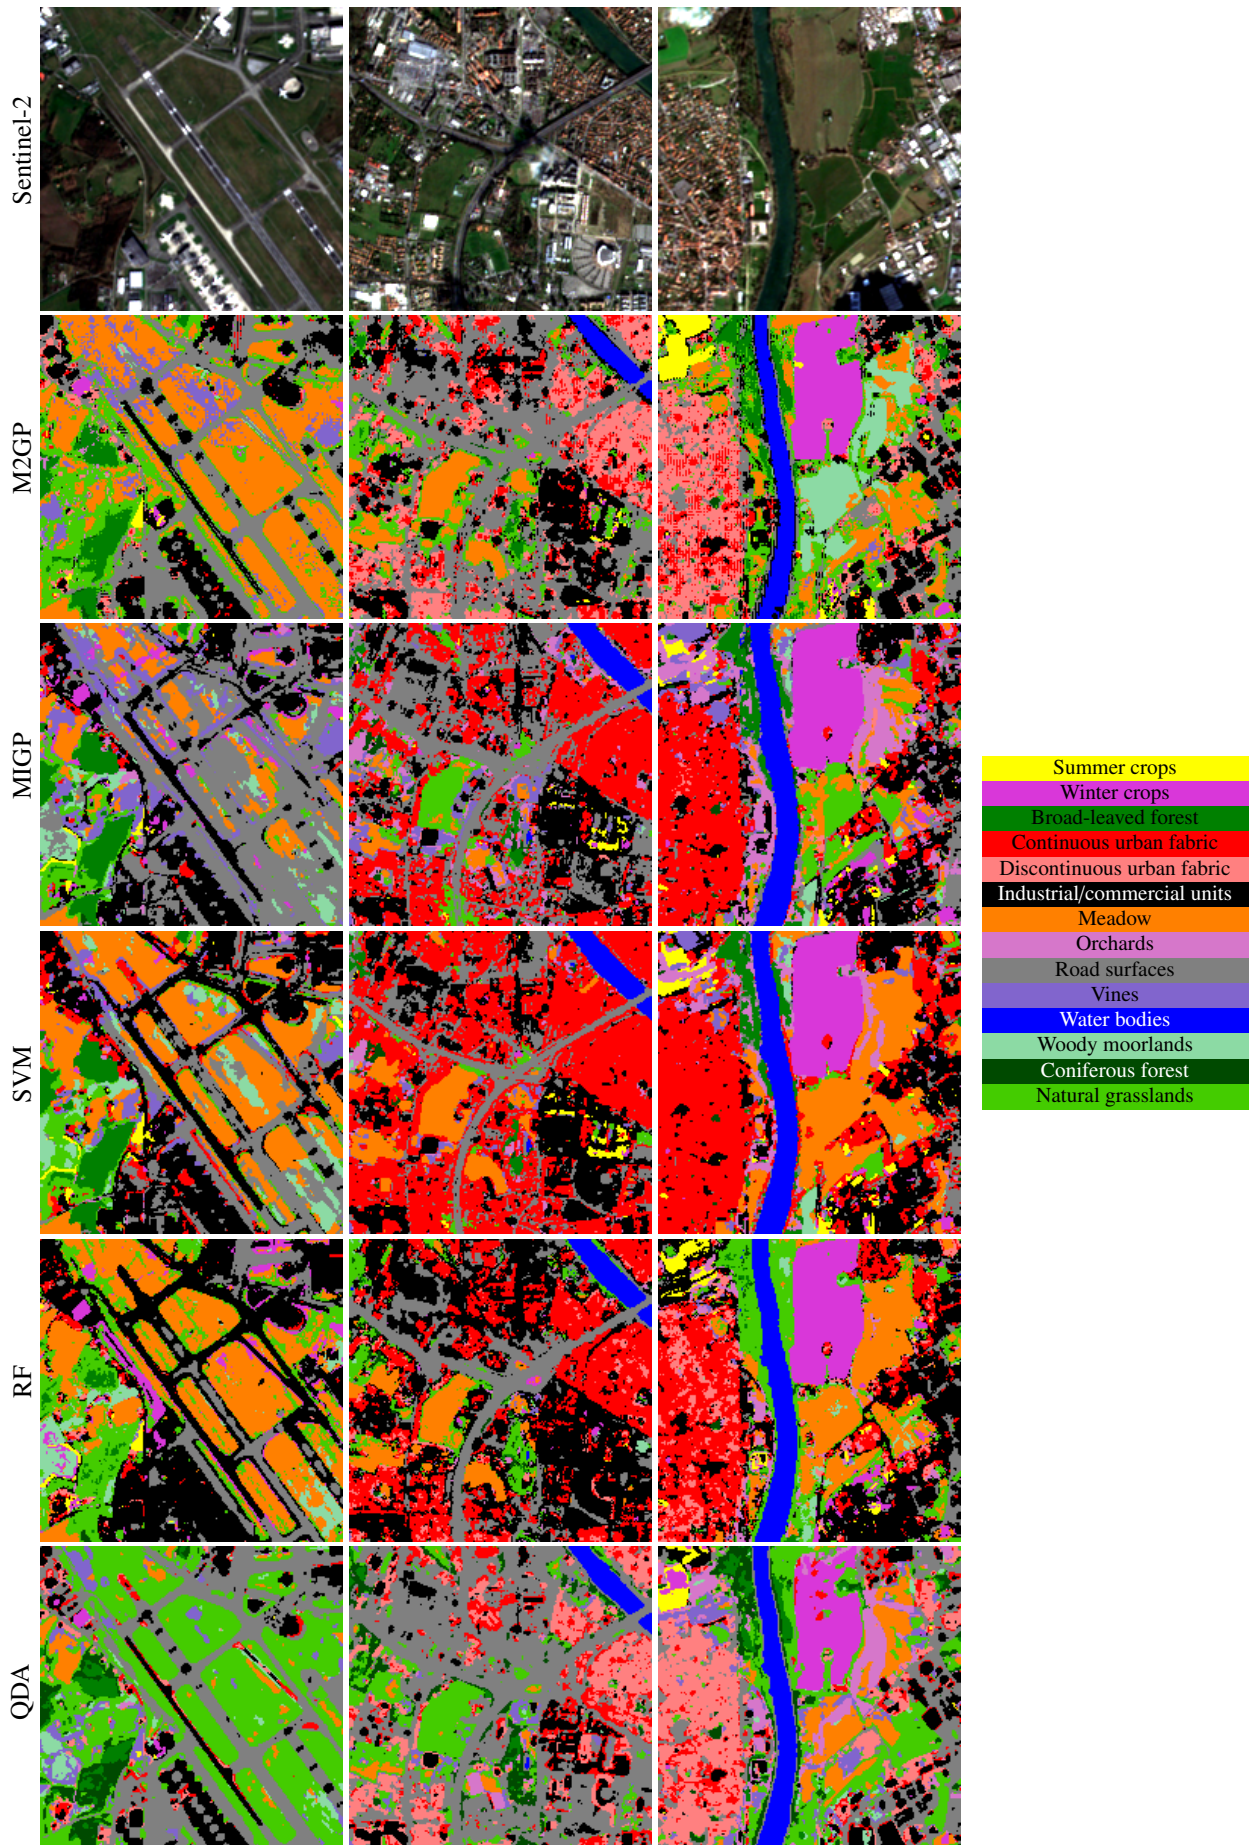 Sentinel-2
M2GP
MIGP
SVM
RF
QDA
Summer crops
Winter crops
Broad-leaved forest
Continuous urban fabric
Discontinuous urban fabric
Industrial/commercial units
Meadow
Orchards
Road surfaces
Vines
Water bodies
Woody moorlands
Coniferous forest
Natural grasslands